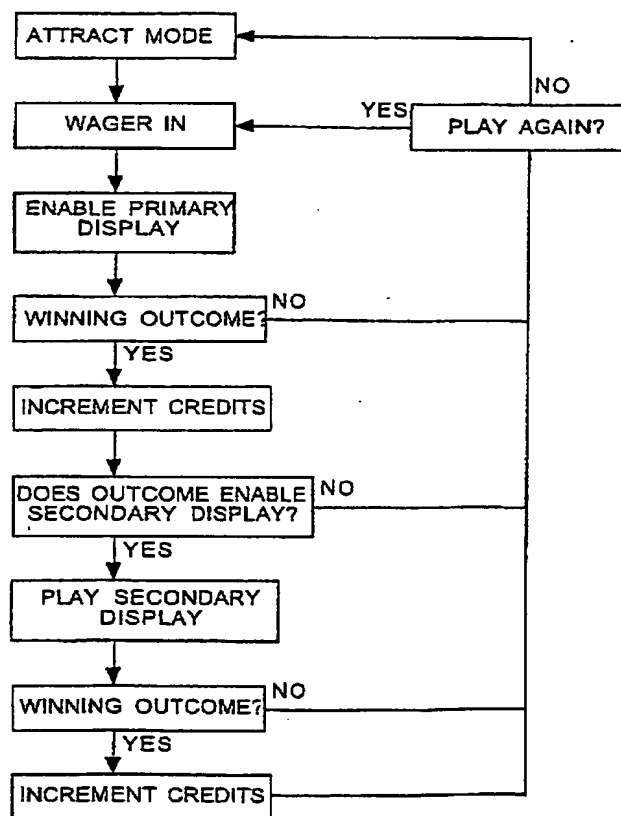 ATTRACT MODE
NO
YES
WAGER IN
PLAY AGAIN?
ENABLE PRIMARY
DISPLAY
NO
WINNING OUTCOME?
YES
INCREMENT CREDITS
DOES OUTCOME ENABLE
SECONDARY DISPLAY?
NO
YES
PLAY SECONDARY
DISPLAY
NO
WINNING OUTCOME?
YES
INCREMENT CREDITS